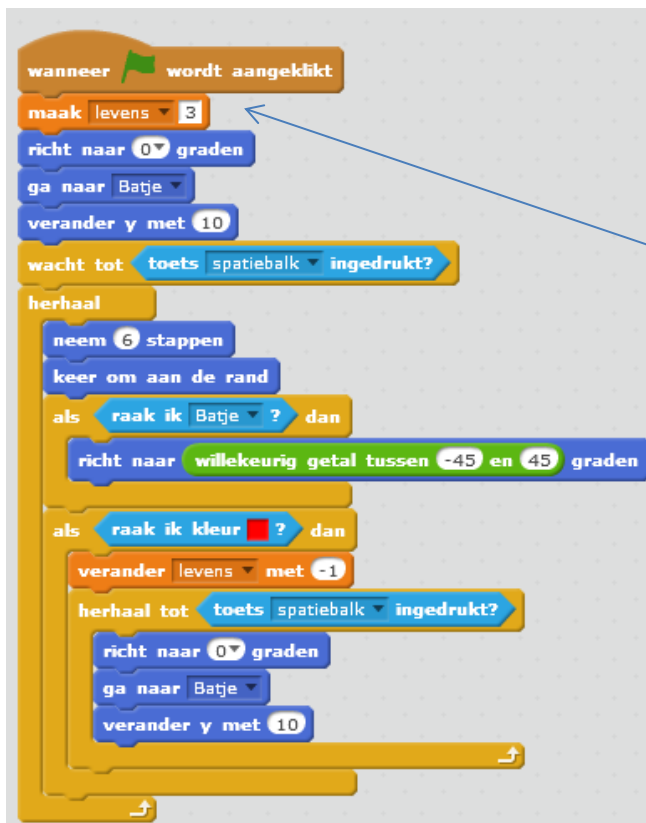 wanneer wordt aangeklikt
maak levens 3
richt naar 0 graden
ga naar Batje
verander y met 10
wacht tot toets spatiebalk ingedrukt?
herhaal
neem 6 stappen
keer om aan de rand
als raak ik Batje ? dan
richt naar willekeurig getal tussen -45 en 45 graden
als raak ik kleur ? dan
verander levens met -1
herhaal tot toets spatiebalk ingedrukt?
richt naar 0 graden
ga naar Batje
verander y met 10